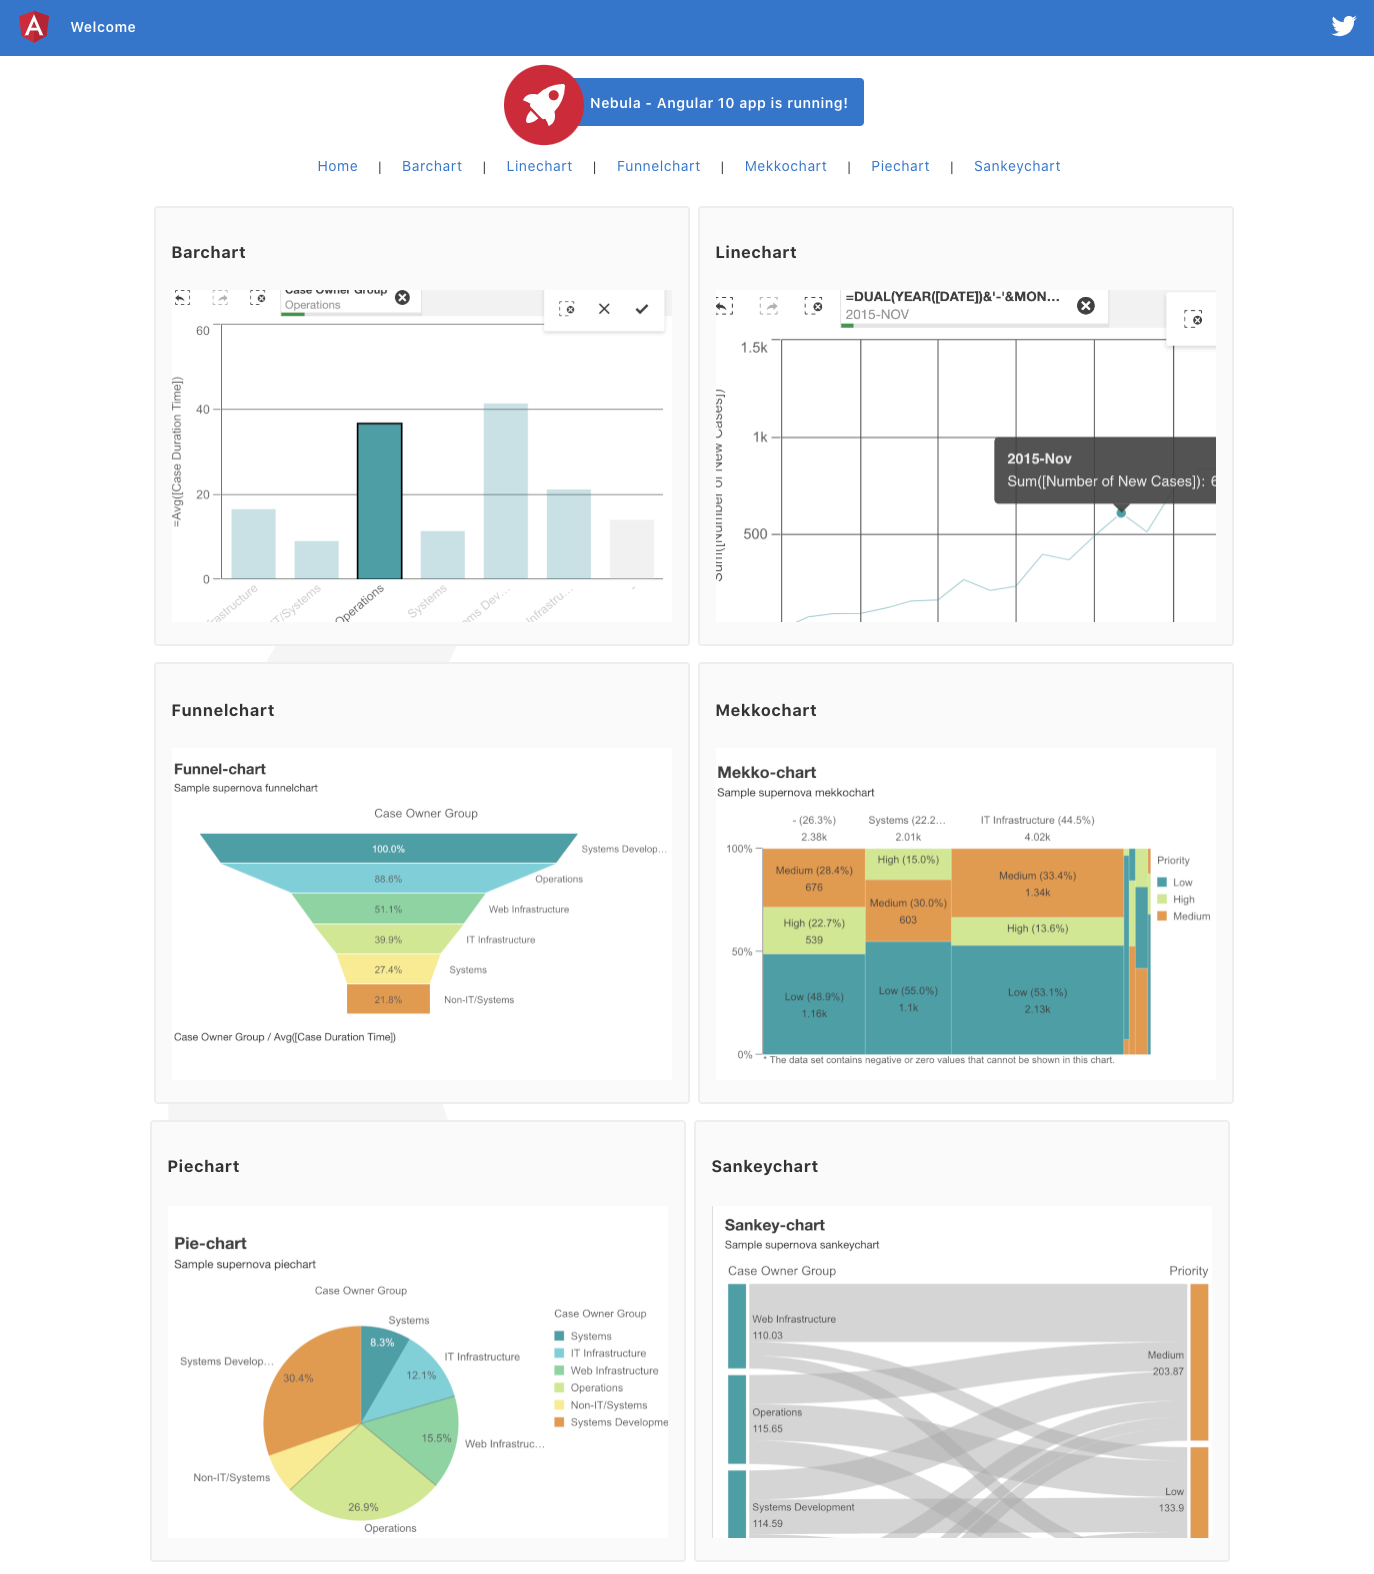 Welcome
Nebula - Angular 10 app is running!
Home | Barchart | Linechart | Funnelchart | Mekkochart | Piechart | Sankeychart
Barchart
Case Owner Group
Operations
60
40
20
0
=Avg([Case Duration Time])
rastructure
IT/Systems
Operations
Systems
ms Dev...
Infrastru...
-
Linechart
=DUAL(YEAR([DATE])&'-'&MON...
2015-NOV
1.5k
1k
500
Sum([Number of New Cases])
2015-Nov
Sum([Number of New Cases]): 6
Funnelchart
Funnel-chart
Sample supernova funnelchart
Case Owner Group
100.0% Systems Develop...
88.6% Operations
51.1% Web Infrastructure
39.9% IT Infrastructure
27.4% Systems
21.8% Non-IT/Systems
Case Owner Group / Avg([Case Duration Time])
Mekkochart
Mekko-chart
Sample supernova mekkochart
- (26.3%) Systems (22.2... IT Infrastructure (44.5%)
2.38k 2.01k 4.02k
100%
50%
0%
Medium (28.4%)
676
High (22.7%)
539
Low (48.9%)
1.16k
High (15.0%)
Medium (30.0%)
603
Low (55.0%)
1.1k
Medium (33.4%)
1.34k
High (13.6%)
Low (53.1%)
2.13k
Priority
Low
High
Medium
* The data set contains negative or zero values that cannot be shown in this chart.
Piechart
Pie-chart
Sample supernova piechart
Case Owner Group
Systems
8.3%
IT Infrastructure
12.1%
Web Infrastruc...
15.5%
Operations
26.9%
Non-IT/Systems
Systems Develop...
30.4%
Case Owner Group
Systems
IT Infrastructure
Web Infrastructure
Operations
Non-IT/Systems
Systems Developme
Sankeychart
Sankey-chart
Sample supernova sankeychart
Case Owner Group Priority
Web Infrastructure
110.03
Operations
115.65
Systems Development
114.59
Medium
203.87
Low
133.9